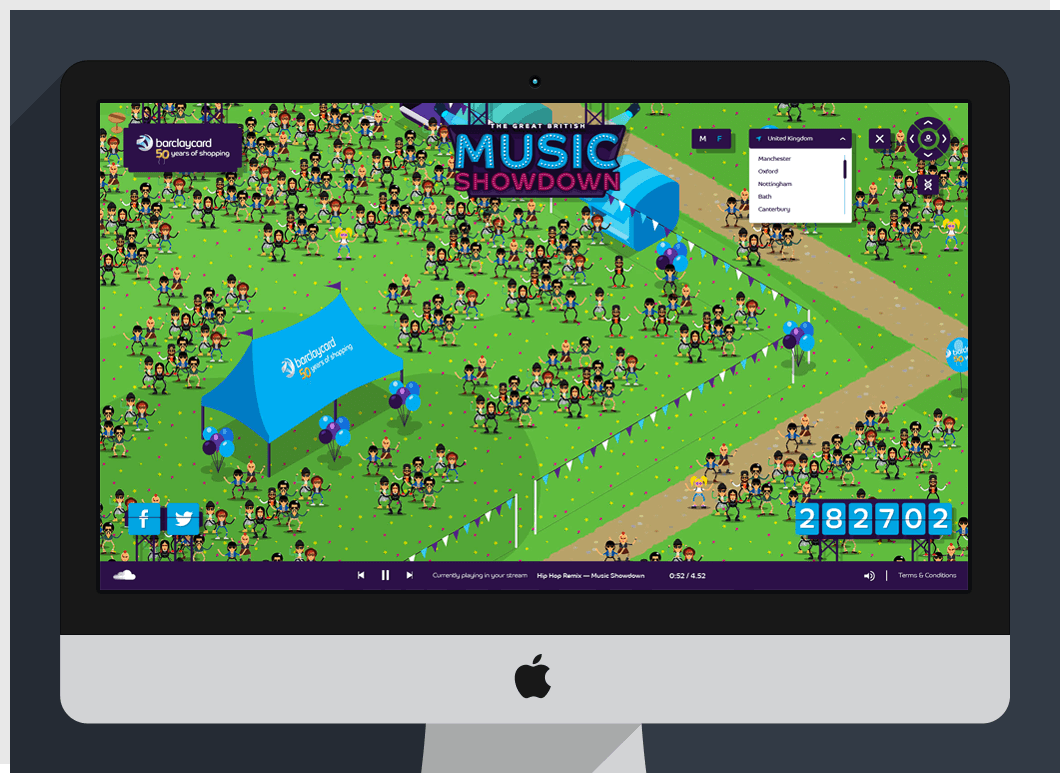 THE GREAT BRITISH
MUSIC
SHOWDOWN
barclaycard
50 years of shopping
M F
United Kingdom
Manchester
Oxford
Nottingham
Bath
Canterbury
barclaycard
50 years of shopping
282702
Currently playing in your stream Hip Hop Remix — Music Showdown 0:52 / 4.52
Terms & Conditions